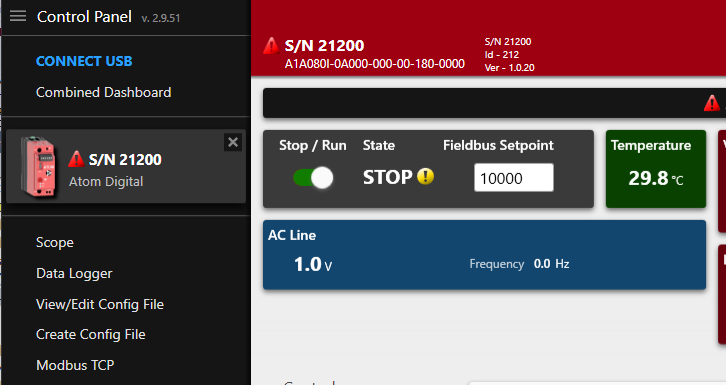 Control Panel v. 2.9.51
CONNECT USB
Combined Dashboard
S/N 21200
Atom Digital
Scope
Data Logger
View/Edit Config File
Create Config File
Modbus TCP
S/N 21200
A1A080I-0A000-000-00-180-0000
S/N 21200
Id - 212
Ver - 1.0.20
Stop / Run State Fieldbus Setpoint
STOP 10000
Temperature
29.8 °C
AC Line
1.0 V Frequency 0.0 Hz